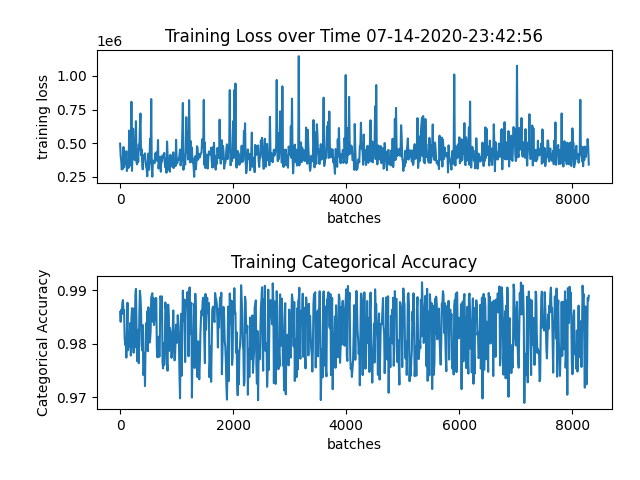 Training Loss over Time 07-14-2020-23:42:56
1e6
1.00
0.75
0.50
0.25
training loss
0 2000 4000 6000 8000
batches
Training Categorical Accuracy
0.99
0.98
0.97
Categorical Accuracy
0 2000 4000 6000 8000
batches